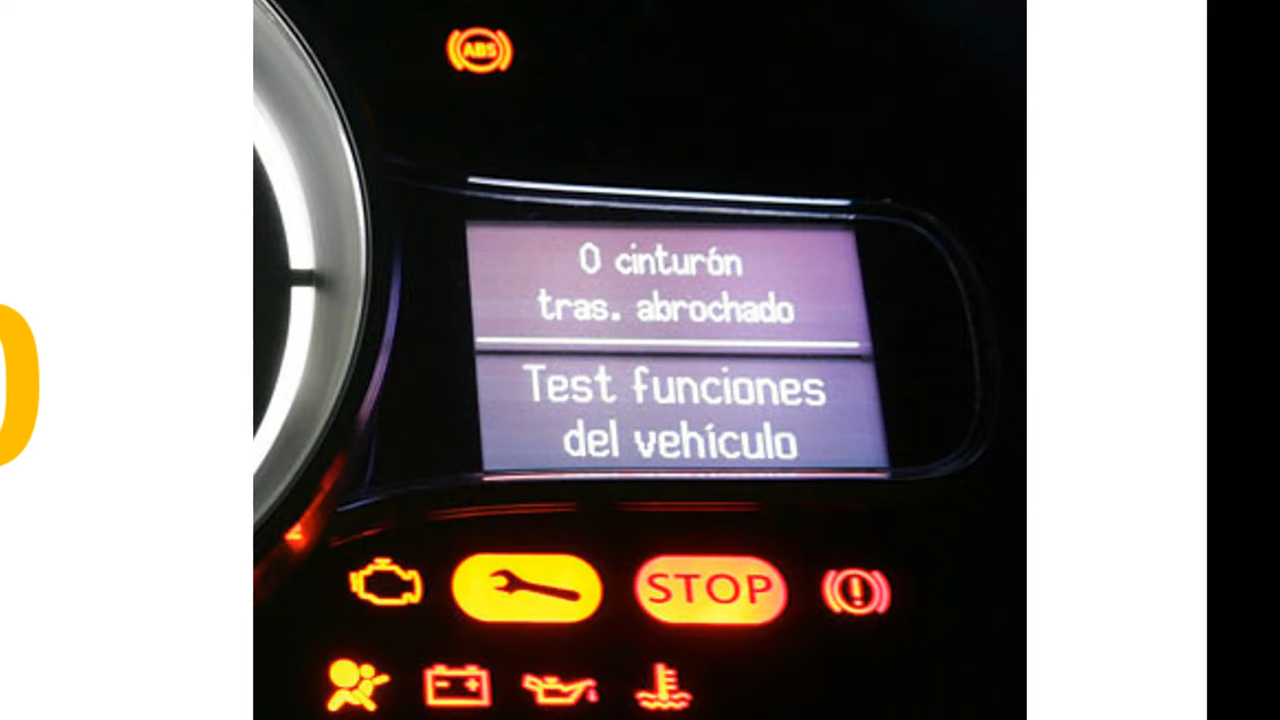 ABS
0 cinturón
tras. abrochado
Test funciones
del vehículo
STOP